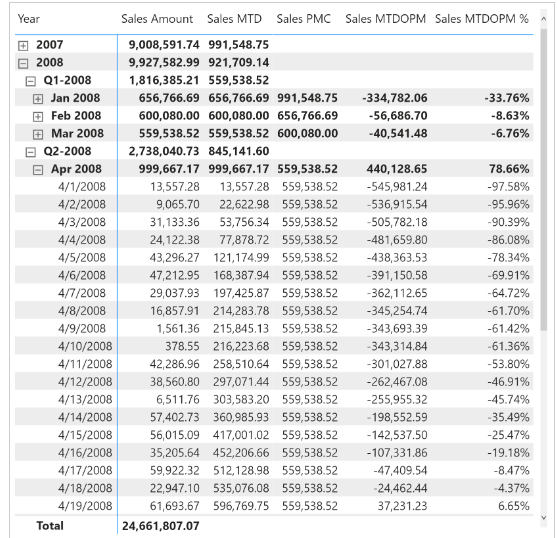 Year Sales Amount Sales MTD Sales PMC Sales MTDOPM Sales MTDOPM %
2007 9,008,591.74 991,548.75
2008 9,927,582.99 921,709.14
Q1-2008 1,816,385.21 559,538.52
Jan 2008 656,766.69 656,766.69 991,548.75 -334,782.06 -33.76%
Feb 2008 600,080.00 600,080.00 656,766.69 -56,686.70 -8.63%
Mar 2008 559,538.52 559,538.52 600,080.00 -40,541.48 -6.76%
Q2-2008 2,738,040.73 845,141.60
Apr 2008 999,667.17 999,667.17 559,538.52 440,128.65 78.66%
4/1/2008 13,557.28 13,557.28 559,538.52 -545,981.24 -97.58%
4/2/2008 9,065.70 22,622.98 559,538.52 -536,915.54 -95.96%
4/3/2008 31,133.36 53,756.34 559,538.52 -505,782.18 -90.39%
4/4/2008 24,122.38 77,878.72 559,538.52 -481,659.80 -86.08%
4/5/2008 43,296.27 121,174.99 559,538.52 -438,363.53 -78.34%
4/6/2008 47,212.95 168,387.94 559,538.52 -391,150.58 -69.91%
4/7/2008 29,037.93 197,425.87 559,538.52 -362,112.65 -64.72%
4/8/2008 16,857.91 214,283.78 559,538.52 -345,254.74 -61.70%
4/9/2008 1,561.36 215,845.13 559,538.52 -343,693.39 -61.42%
4/10/2008 378.55 216,223.68 559,538.52 -343,314.84 -61.36%
4/11/2008 42,286.96 258,510.64 559,538.52 -301,027.88 -53.80%
4/12/2008 38,560.80 297,071.44 559,538.52 -262,467.08 -46.91%
4/13/2008 6,511.76 303,583.20 559,538.52 -255,955.32 -45.74%
4/14/2008 57,402.73 360,985.93 559,538.52 -198,552.59 -35.49%
4/15/2008 56,015.09 417,001.02 559,538.52 -142,537.50 -25.47%
4/16/2008 35,205.64 452,206.66 559,538.52 -107,331.86 -19.18%
4/17/2008 59,922.32 512,128.98 559,538.52 -47,409.54 -8.47%
4/18/2008 22,947.10 535,076.08 559,538.52 -24,462.44 -4.37%
4/19/2008 61,693.67 596,769.75 559,538.52 37,231.23 6.65%
Total 24,661,807.07